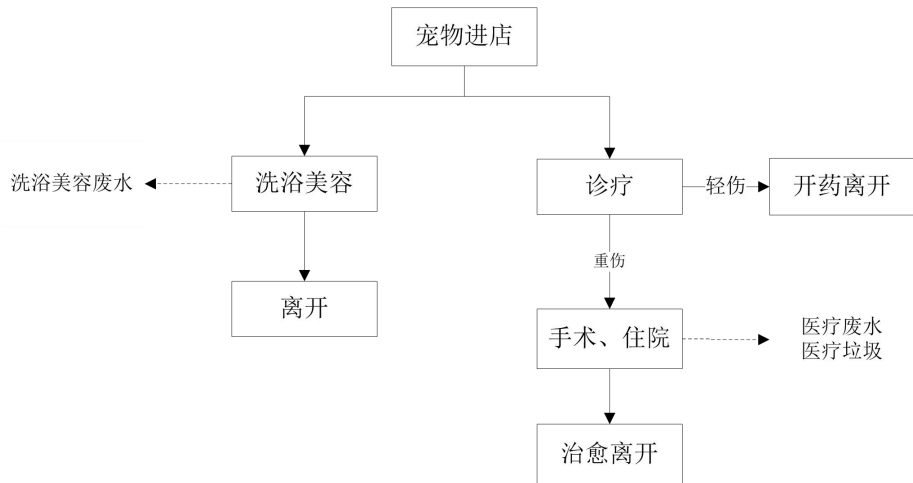 宠物进店
洗浴美容废水
洗浴美容
诊疗
轻伤
开药离开
重伤
离开
手术、住院
医疗废水
医疗垃圾
治愈离开